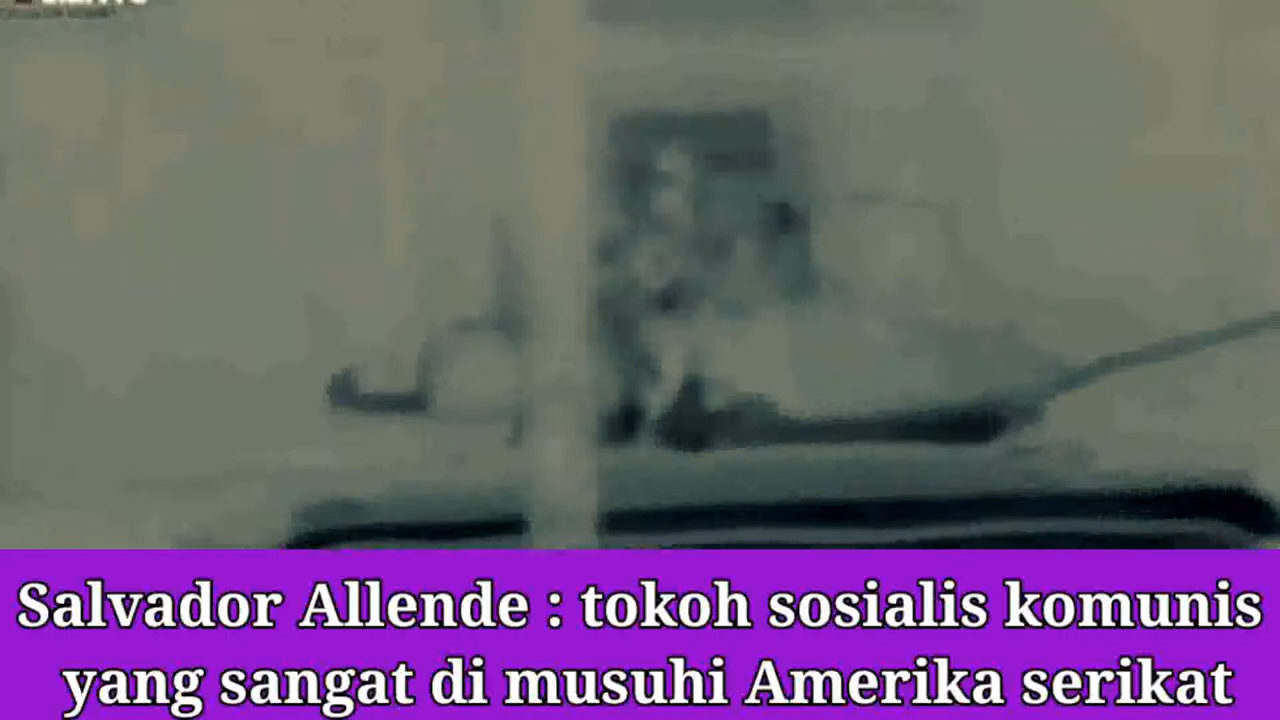 Salvador Allende : tokoh sosialis komunis
yang sangat di musuhi Amerika serikat